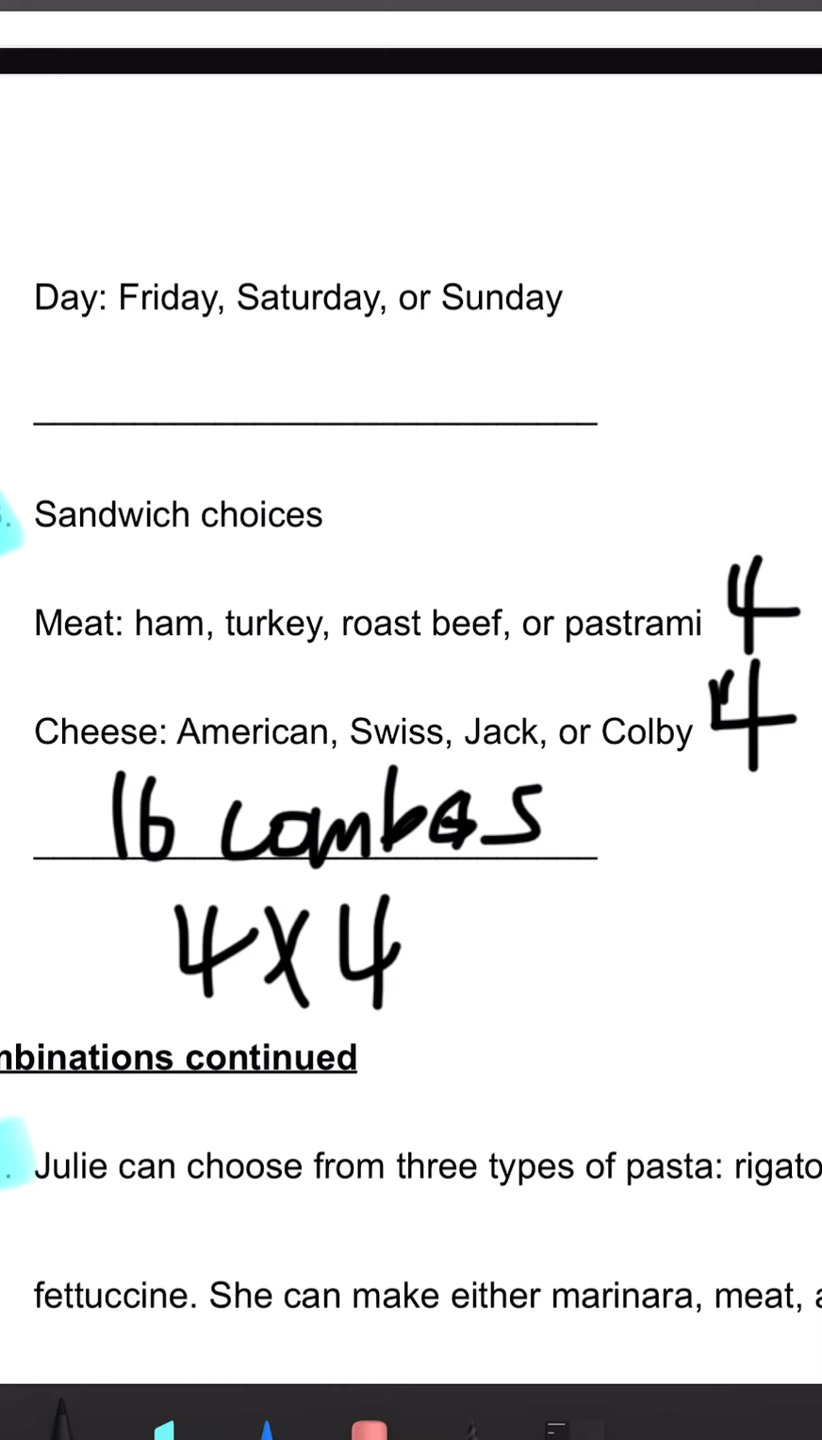 Day: Friday, Saturday, or Sunday
Sandwich choices
Meat: ham, turkey, roast beef, or pastrami 4
Cheese: American, Swiss, Jack, or Colby 4
16 combos
4X4
nbinations continued
. Julie can choose from three types of pasta: rigato
fettuccine. She can make either marinara, meat, a